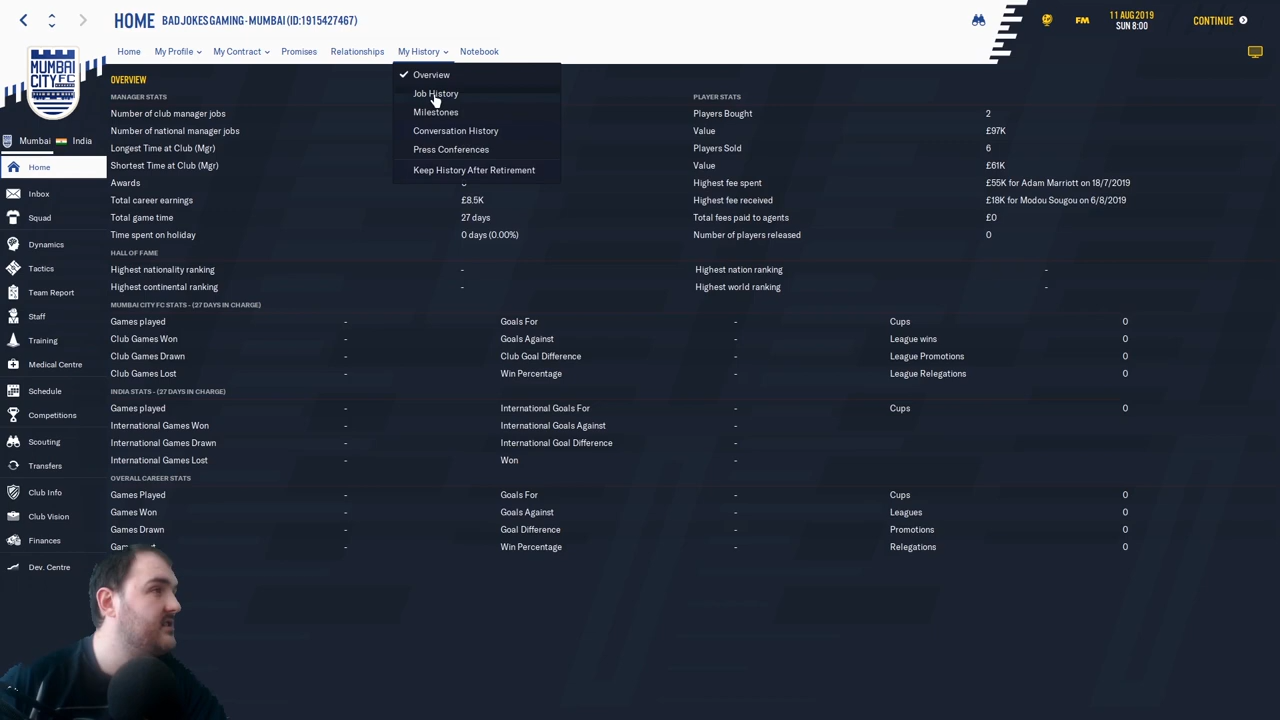 HOME BAD JOKES GAMING - MUMBAI (ID:1915427467)
FM
11 AUG 2019
SUN 8:00
CONTINUE
Home My Profile My Contract Promises Relationships My History Notebook
MUMBAI
CITY FC
Mumbai India
Home
Inbox
Squad
Dynamics
Tactics
Team Report
Staff
Training
Medical Centre
Schedule
Competitions
Scouting
Transfers
Club Info
Club Vision
Finances
Dev. Centre
Overview
Job History
Milestones
Conversation History
Press Conferences
Keep History After Retirement
OVERVIEW
MANAGER STATS PLAYER STATS
Number of club manager jobs Players Bought 2
Number of national manager jobs Value £97K
Longest Time at Club (Mgr) Players Sold 6
Shortest Time at Club (Mgr) Value £61K
Awards Highest fee spent £55K for Adam Marriott on 18/7/2019
Total career earnings £8.5K Highest fee received £18K for Modou Sougou on 6/8/2019
Total game time 27 days Total fees paid to agents £0
Time spent on holiday 0 days (0.00%) Number of players released 0
HALL OF FAME
Highest nationality ranking - Highest nation ranking -
Highest continental ranking - Highest world ranking -
MUMBAI CITY FC STATS - (27 DAYS IN CHARGE)
Games played - Goals For - Cups 0
Club Games Won - Goals Against - League wins 0
Club Games Drawn - Club Goal Difference - League Promotions 0
Club Games Lost - Win Percentage - League Relegations 0
INDIA STATS - (27 DAYS IN CHARGE)
Games played - International Goals For - Cups 0
International Games Won - International Goals Against -
International Games Drawn - International Goal Difference -
International Games Lost - Won -
OVERALL CAREER STATS
Games Played - Goals For - Cups 0
Games Won - Goals Against - Leagues 0
Games Drawn - Goal Difference - Promotions 0
- Win Percentage - Relegations 0